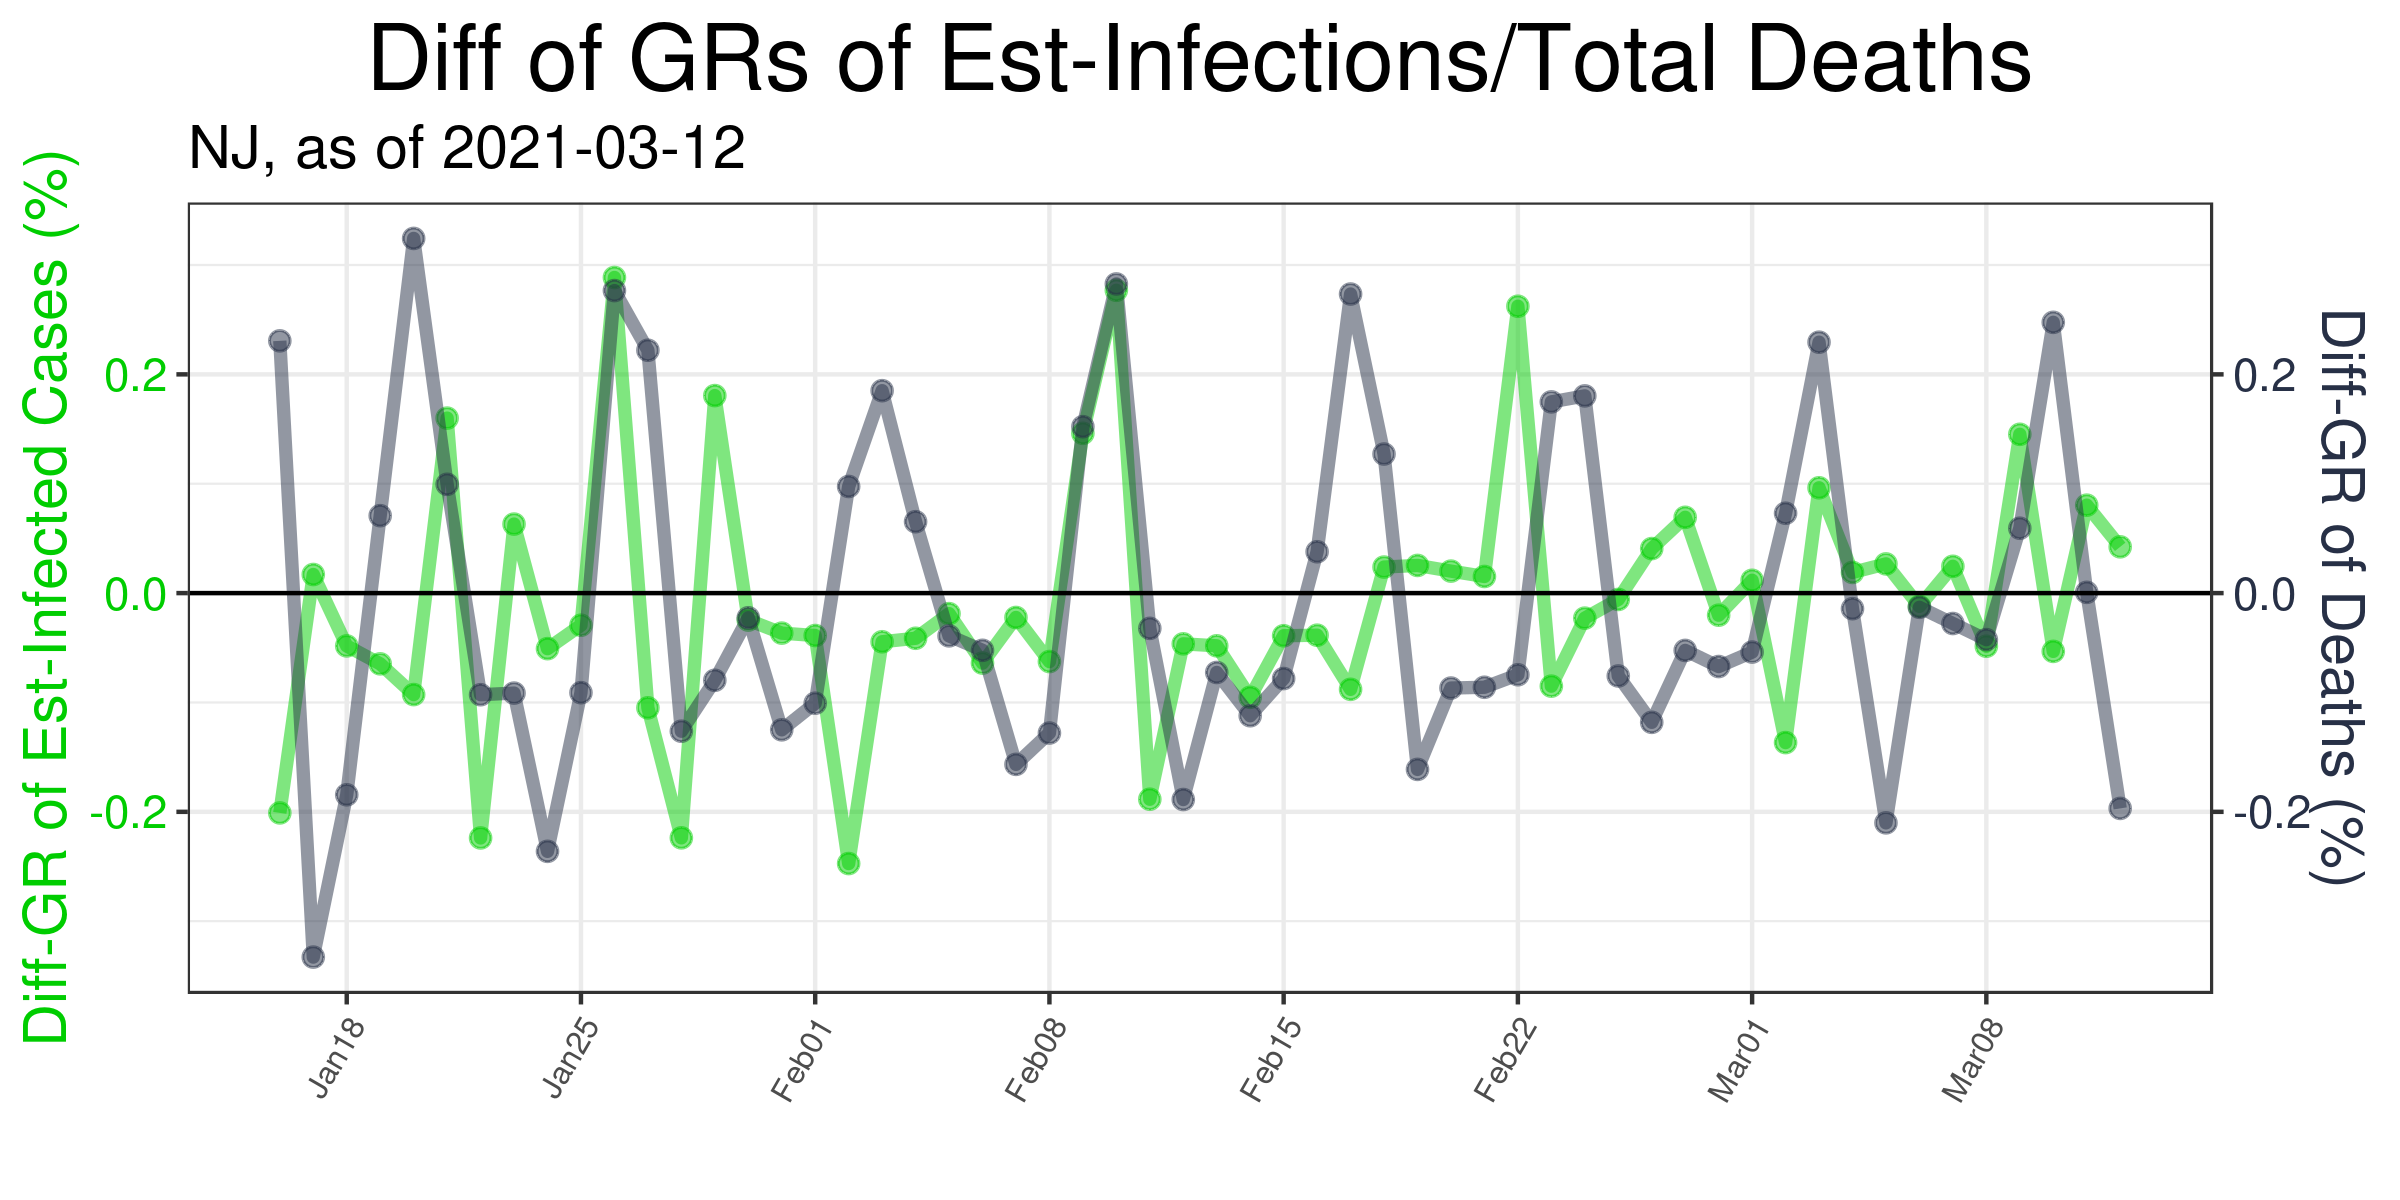 Diff of GRs of Est-Infections/Total Deaths
NJ, as of 2021-03-12
Diff-GR of Est-Infected Cases (%)
0.2
0.0
-0.2
0.2
0.0
-0.2
Diff-GR of Deaths (%)
Jan18
Jan25
Feb01
Feb08
Feb15
Feb22
Mar01
Mar08